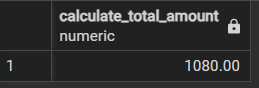 calculate_total_amount
numeric
1 1080.00